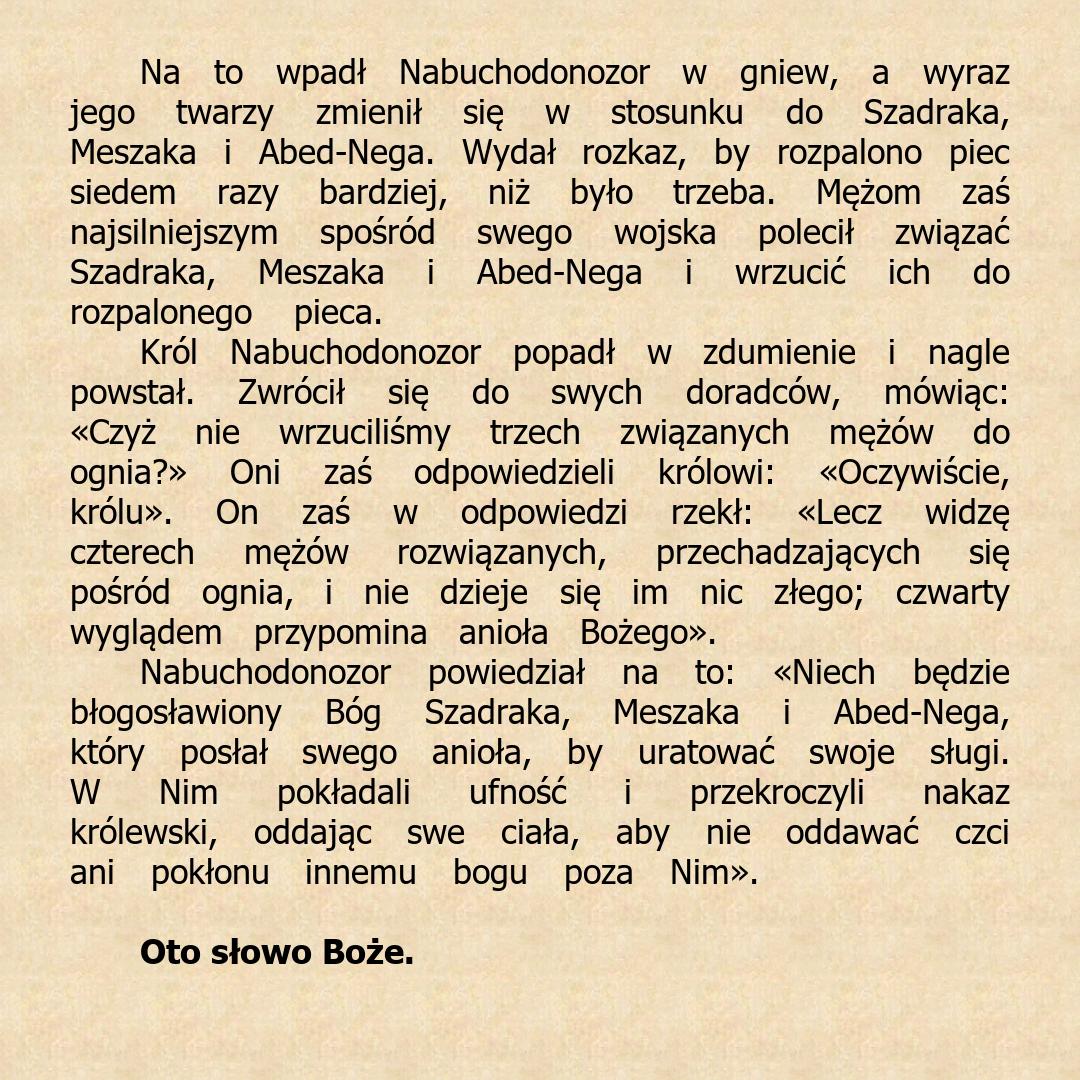 Na to wpadł Nabuchodonozor w gniew, a wyraz
jego twarzy zmienił się w stosunku do Szadraka,
Meszaka i Abed-Nega. Wydał rozkaz, by rozpalono piec
siedem razy bardziej, niż było trzeba. Mężom zaś
najsilniejszym spośród swego wojska polecił związać
Szadraka, Meszaka i Abed-Nega i wrzucić ich do
rozpalonego pieca.
Król Nabuchodonozor popadł w zdumienie i nagle
powstał. Zwrócił się do swych doradców, mówiąc:
«Czyż nie wrzuciliśmy trzech związanych mężów do
ognia?» Oni zaś odpowiedzieli królowi: «Oczywiście,
królu». On zaś w odpowiedzi rzekł: «Lecz widzę
czterech mężów rozwiązanych, przechadzających się
pośród ognia, i nie dzieje się im nic złego; czwarty
wyglądem przypomina anioła Bożego».
Nabuchodonozor powiedział na to: «Niech będzie
błogosławiony Bóg Szadraka, Meszaka i Abed-Nega,
który posłał swego anioła, by uratować swoje sługi.
W Nim pokładali ufność i przekroczyli nakaz
królewski, oddając swe ciała, aby nie oddawać czci
ani pokłonu innemu bogu poza Nim».
Oto słowo Boże.